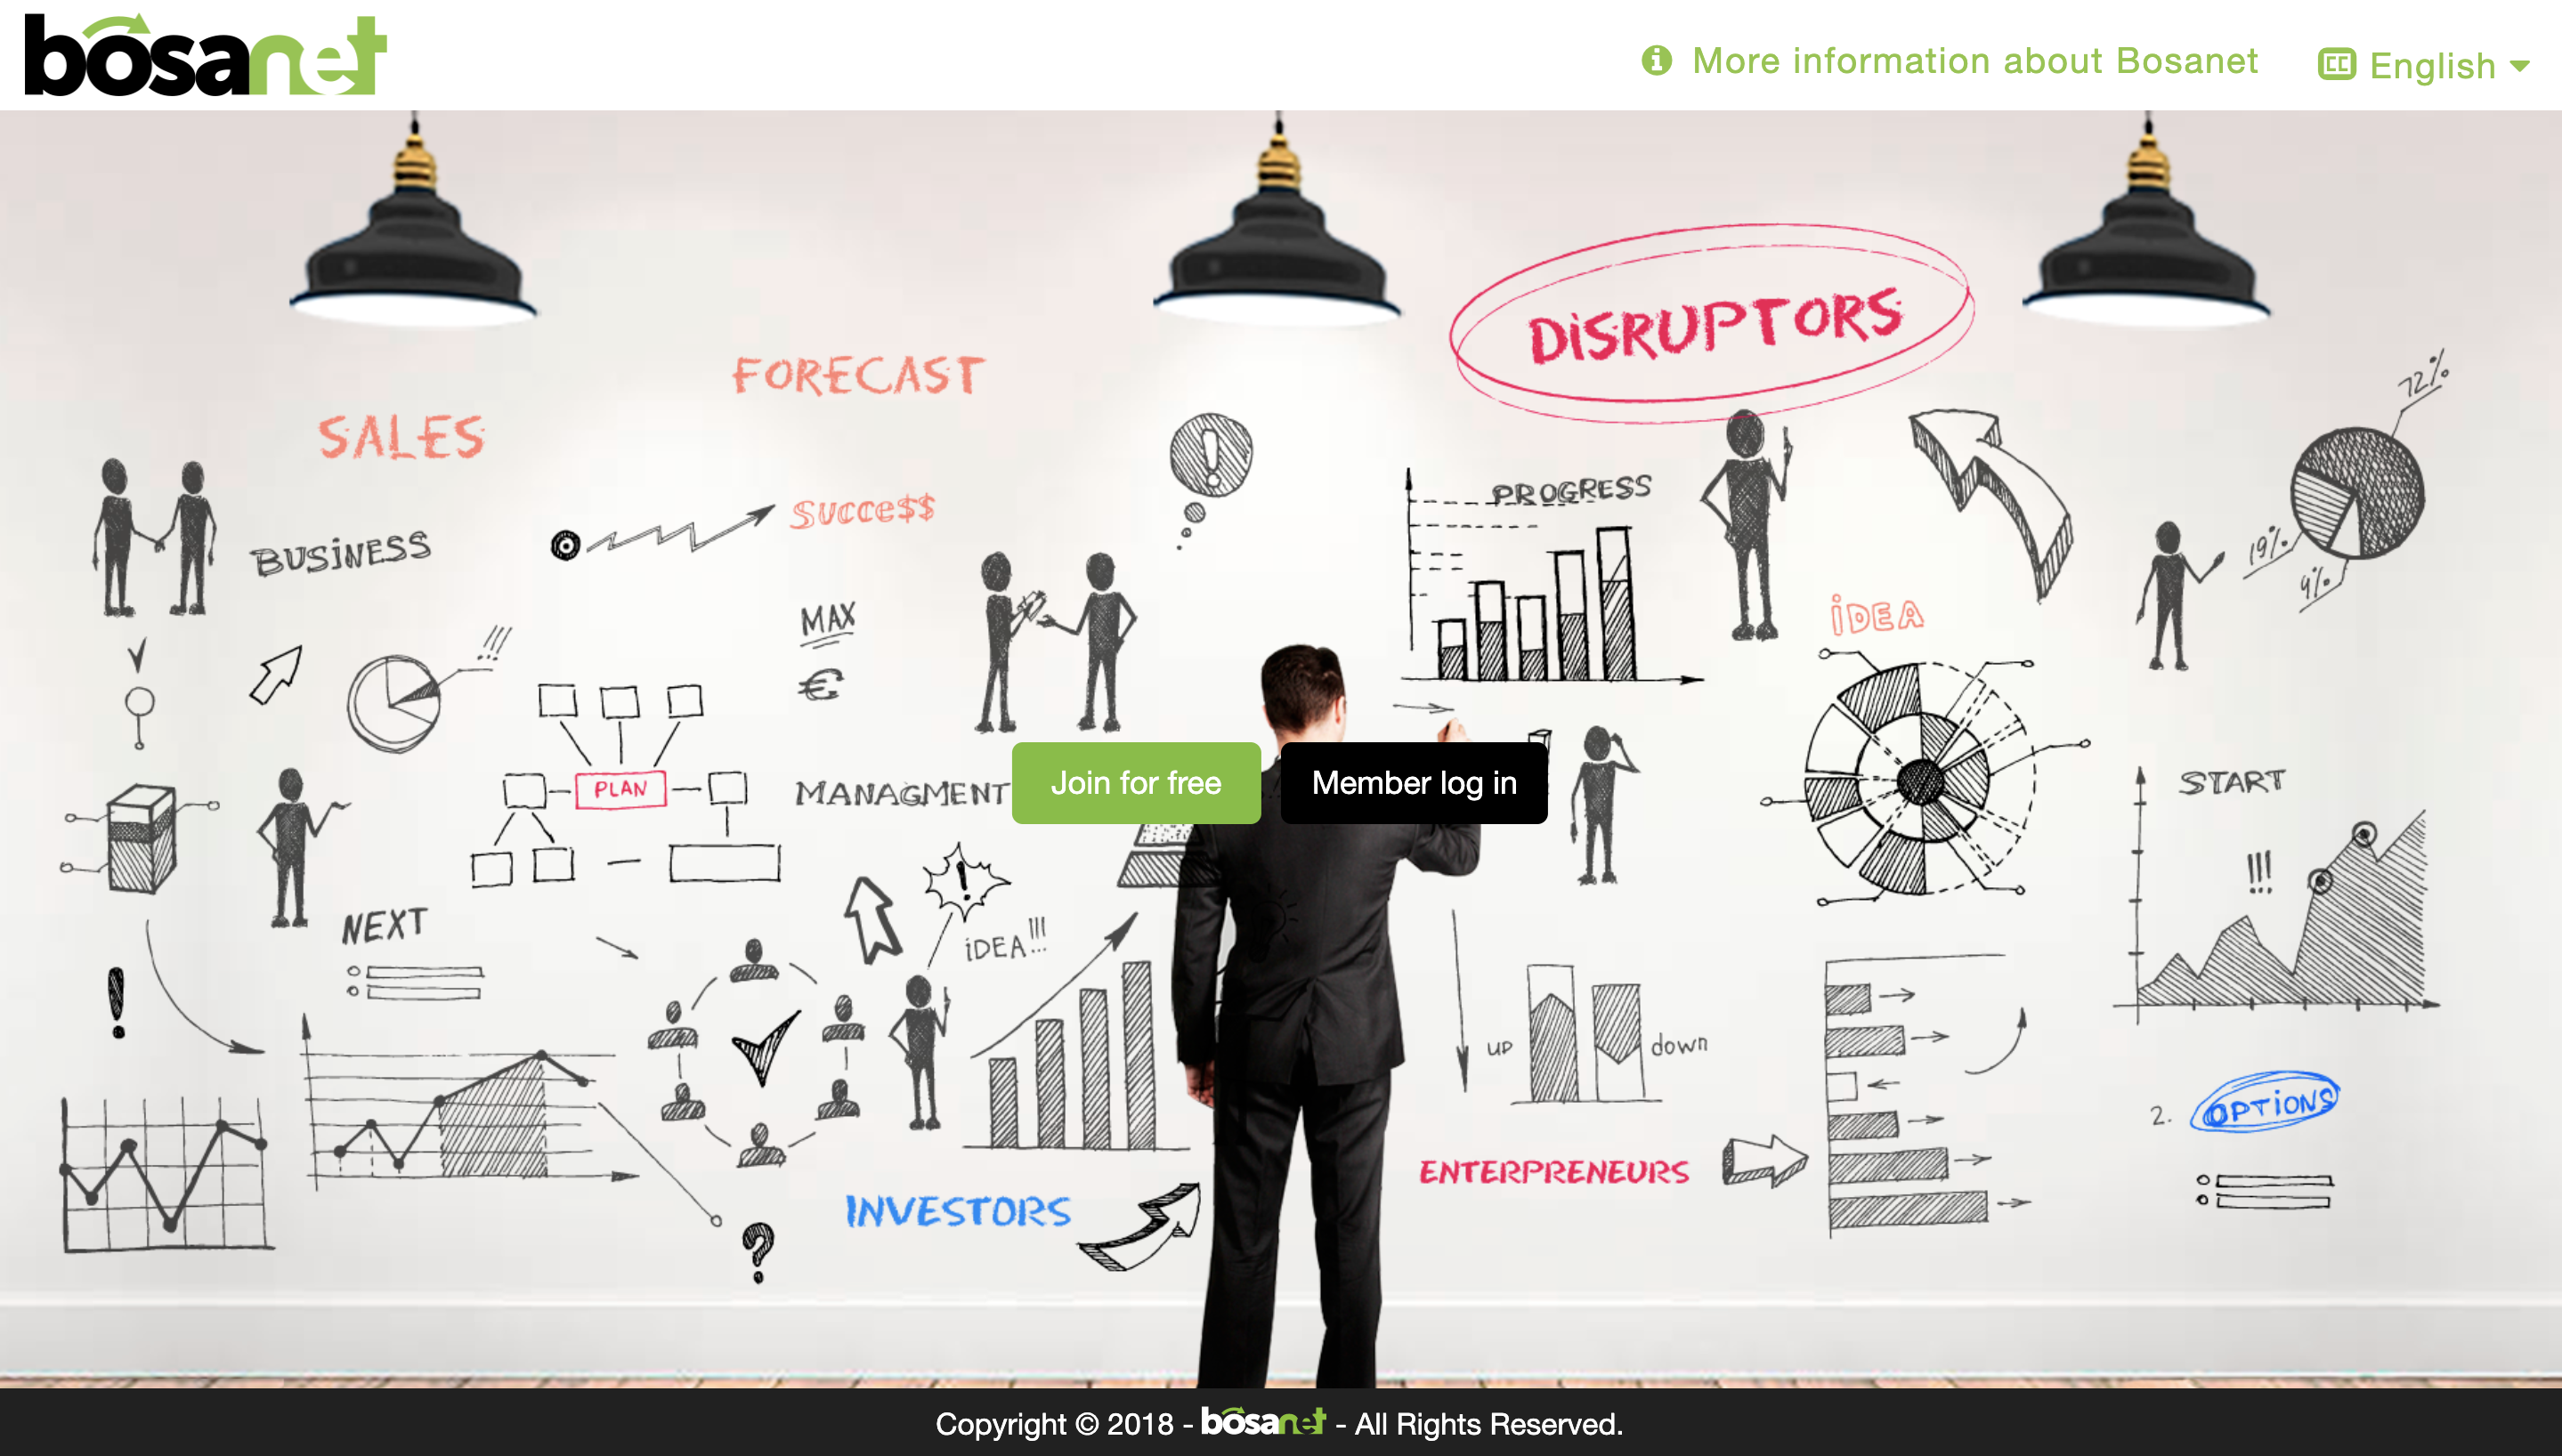 bosanet
More information about Bosanet
CC English
DiSRUPTORS
FORECAST
72%
SALES
PROGRESS
Succe$$
BUSiNESS
19%
4%
MAX
€
iDEA
!!!
PLAN
MANAGMENT
Join for free
Member log in
START
!!!
NEXT
iDEA!!!
up
down
2. OPTiONS
ENTERPRENEURS
INVESTORS
?
Copyright © 2018 - bosanet - All Rights Reserved.